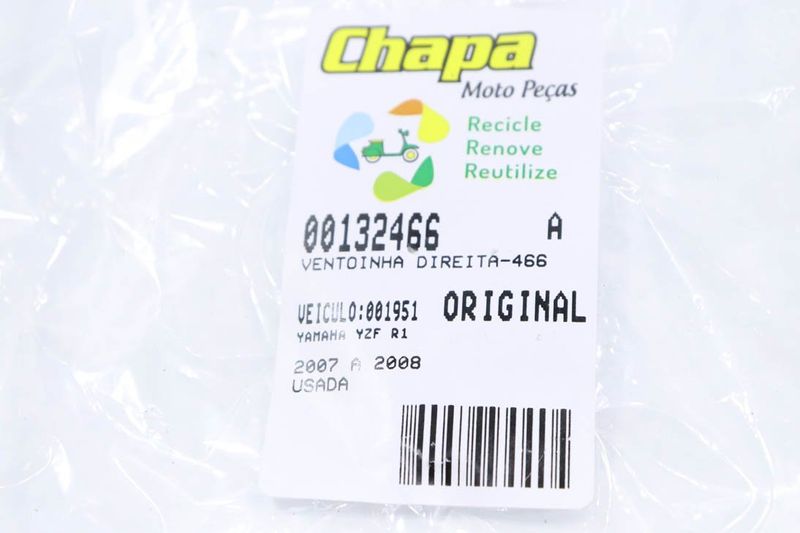 Chapa
Moto Peças
Recicle
Renove
Reutilize
00132466 A
VENTOINHA DIREITA-466
VEICULO:001951 ORIGINAL
YAMAHA YZF R1
2007 A 2008
USADA